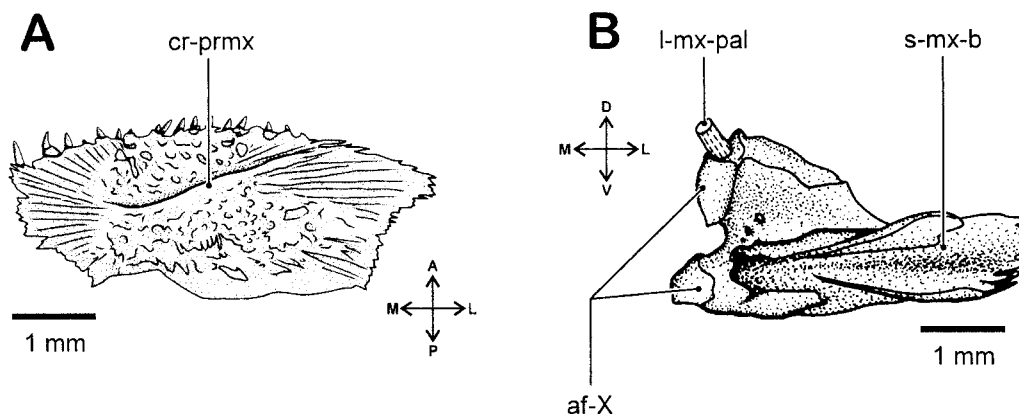 A
cr-prmx
A
M L
P
1 mm
B
l-mx-pal
s-mx-b
D
M L
V
1 mm
af-X